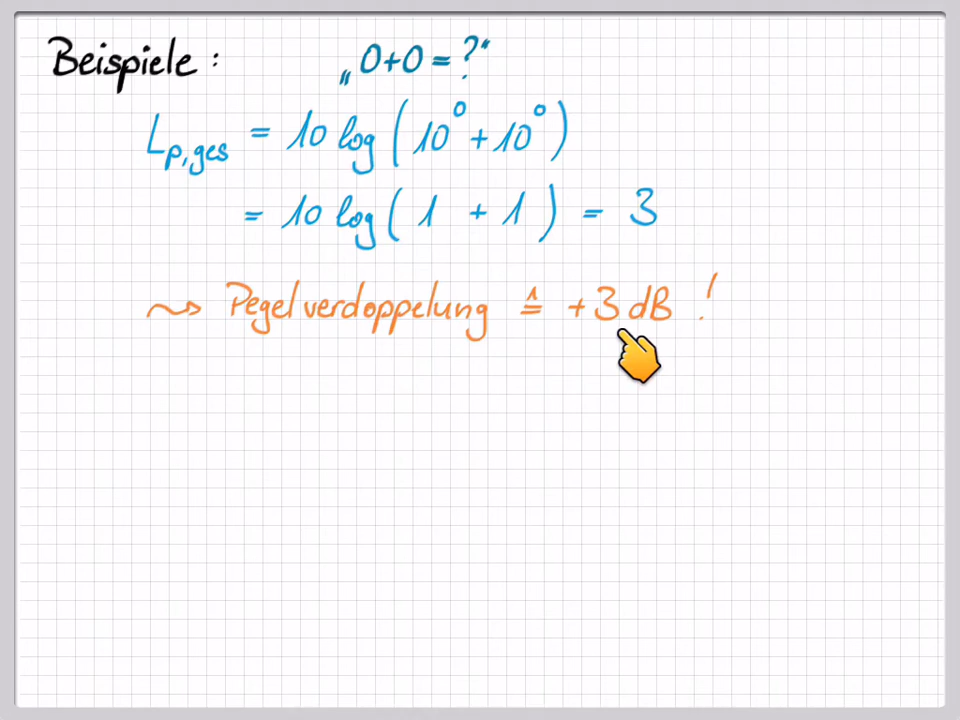 Beispiele : „0+0=?“
Lp,ges = 10 log (10⁰ + 10⁰)
= 10 log ( 1 + 1 ) = 3
⇝ Pegelverdoppelung ≙ +3 dB !